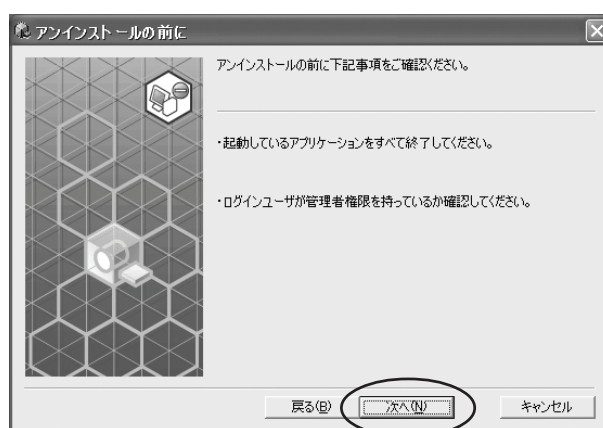 アンインストールの前に
アンインストールの前に下記事項をご確認ください。
・起動しているアプリケーションをすべて終了してください。
・ログインユーザが管理者権限を持っているか確認してください。
戻る(B) 次へ(N) キャンセル